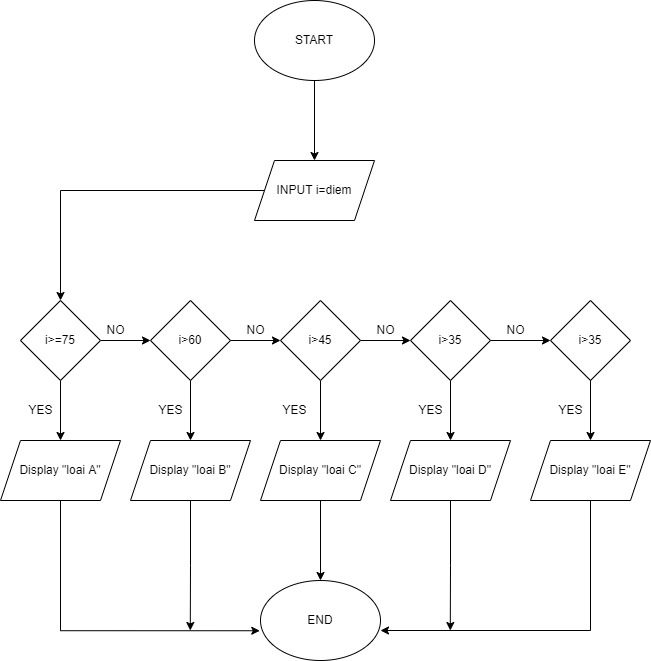 START
INPUT i=diem
i>=75
NO
i>60
NO
i>45
NO
i>35
NO
i>35
YES
YES
YES
YES
YES
Display "loai A"
Display "loai B"
Display "loai C"
Display "loai D"
Display "loai E"
END